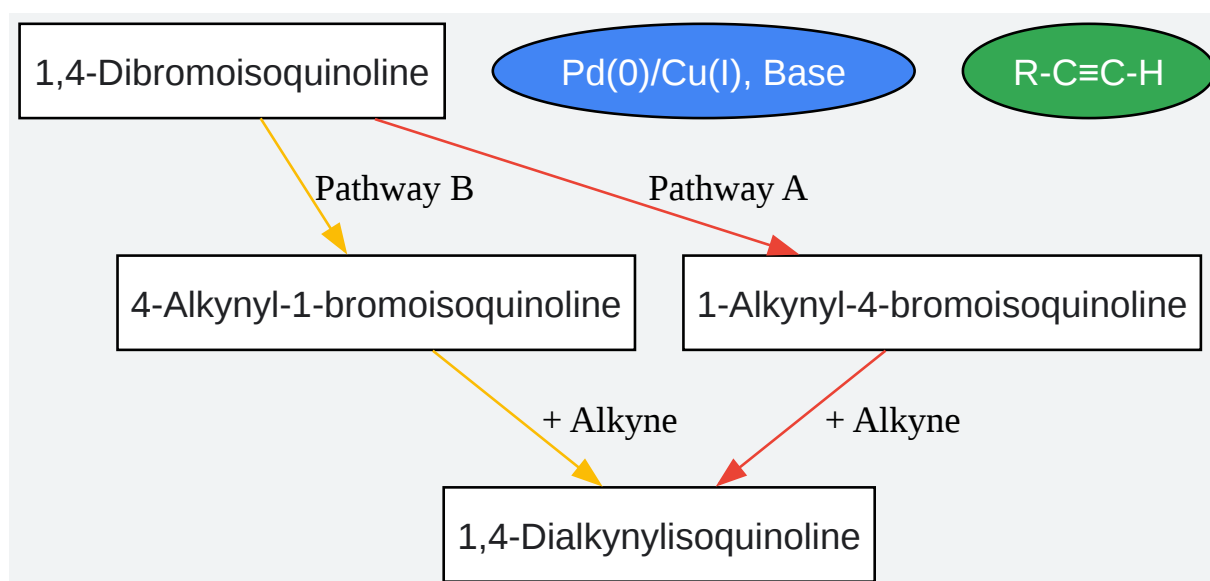 1,4-Dibromoisoquinoline
Pd(0)/Cu(I), Base
R-C≡C-H
Pathway B
Pathway A
4-Alkynyl-1-bromoisoquinoline
1-Alkynyl-4-bromoisoquinoline
+ Alkyne
+ Alkyne
1,4-Dialkynylisoquinoline